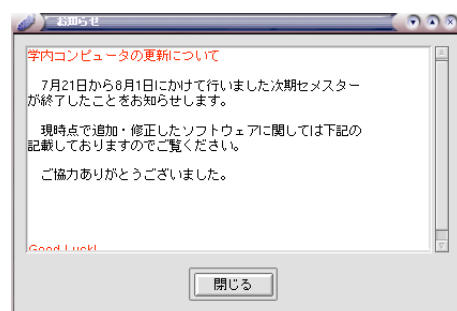 お知らせ
学内コンピュータの更新について
7月21日から8月1日にかけて行いました次期セメスター
が終了したことをお知らせします。
現時点で追加・修正したソフトウェアに関しては下記の
記載しておりますのでご覧ください。
ご協力ありがとうございました。
Good Luck!
閉じる